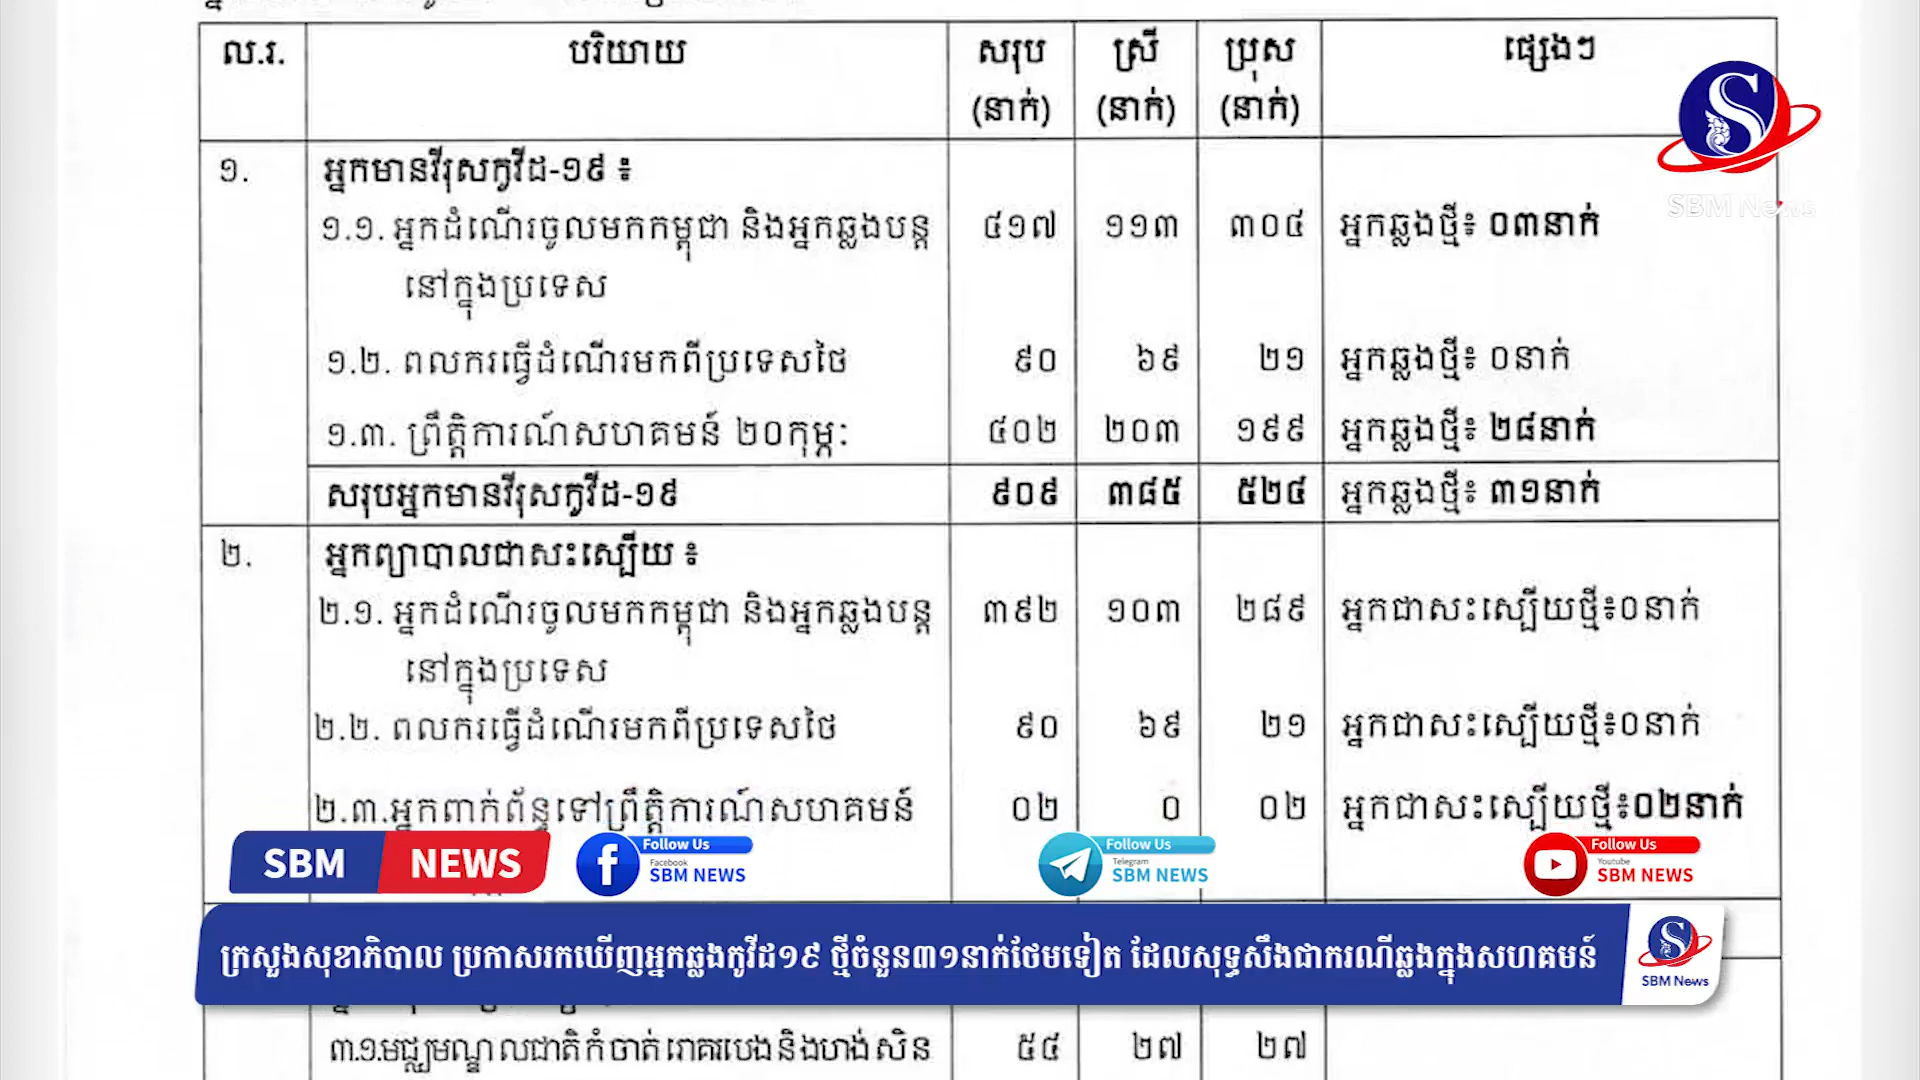 ល.រ. បរិយាយ សរុប ស្រី ប្រុស ផ្សេងៗ
(នាក់) (នាក់) (នាក់)
SBM News
១. អ្នកមានវីរុសកូវីដ-១៩ ៖
១.១. អ្នកដំណើរចូលមកកម្ពុជា និងអ្នកឆ្លងបន្ត ៤១៧ ១១៣ ៣០៤ អ្នកឆ្លងថ្មី៖ ០៣នាក់
នៅក្នុងប្រទេស
១.២. ពលករធ្វើដំណើរមកពីប្រទេសថៃ ៩០ ៦៩ ២១ អ្នកឆ្លងថ្មី៖ ០នាក់
១.៣. ព្រឹត្តិការណ៍សហគមន៍ ២០កុម្ភៈ ៤០២ ២០៣ ១៩៩ អ្នកឆ្លងថ្មី៖ ២៨នាក់
សរុបអ្នកមានវីរុសកូវីដ-១៩ ៩០៩ ៣៨៥ ៥២៤ អ្នកឆ្លងថ្មី៖ ៣១នាក់
២. អ្នកព្យាបាលជាសះស្បើយ ៖
២.១. អ្នកដំណើរចូលមកកម្ពុជា និងអ្នកឆ្លងបន្ត ៣៩២ ១០៣ ២៨៩ អ្នកជាសះស្បើយថ្មី៖០នាក់
នៅក្នុងប្រទេស
២.២. ពលករធ្វើដំណើរមកពីប្រទេសថៃ ៩០ ៦៩ ២១ អ្នកជាសះស្បើយថ្មី៖០នាក់
២.៣.អ្នកពាក់ព័ន្ធទៅព្រឹត្តិការណ៍សហគមន៍ ០២ ០ ០២ អ្នកជាសះស្បើយថ្មី៖០២នាក់
SBM NEWS
Follow Us
Facebook
SBM NEWS
Follow Us
Telegram
SBM NEWS
Follow Us
Youtube
SBM NEWS
ក្រសួងសុខាភិបាល ប្រកាសរកឃើញអ្នកឆ្លងកូវីដ១៩ ថ្មីចំនួន៣១នាក់ថែមទៀត ដែលសុទ្ធសឹងជាករណីឆ្លងក្នុងសហគមន៍
SBM News
៣.១.មជ្ឈមណ្ឌលជាតិកំចាត់រោគរបេងនិងហង់សិន ៥៤ ២៧ ២៧